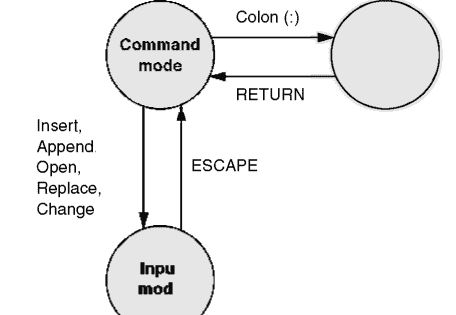 Command
mode
Colon (:)
RETURN
Insert,
Append
Open,
Replace,
Change
ESCAPE
Inpu
mod